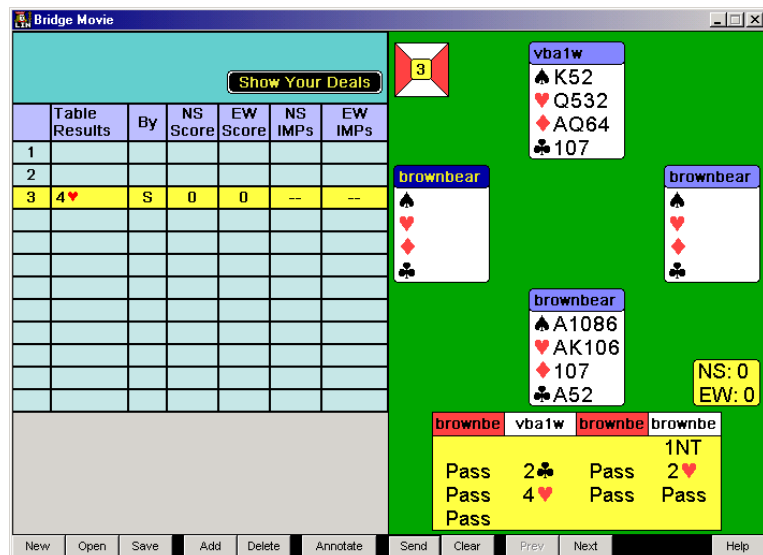 LIN Bridge Movie
Show Your Deals
Table Results By NS Score EW Score NS IMPs EW IMPs
1
2
3 4♥ S 0 0 -- --
3
vba1w
♠ K52
♥ Q532
♦ AQ64
♣ 107
brownbear
♠
♥
♦
♣
brownbear
♠
♥
♦
♣
brownbear
♠ A1086
♥ AK106
♦ 107
♣ A52
NS: 0
EW: 0
brownbe vba1w brownbe brownbe
1NT
Pass 2♣ Pass 2♥
Pass 4♥ Pass Pass
Pass
New Open Save Add Delete Annotate Send Clear Prev Next Help